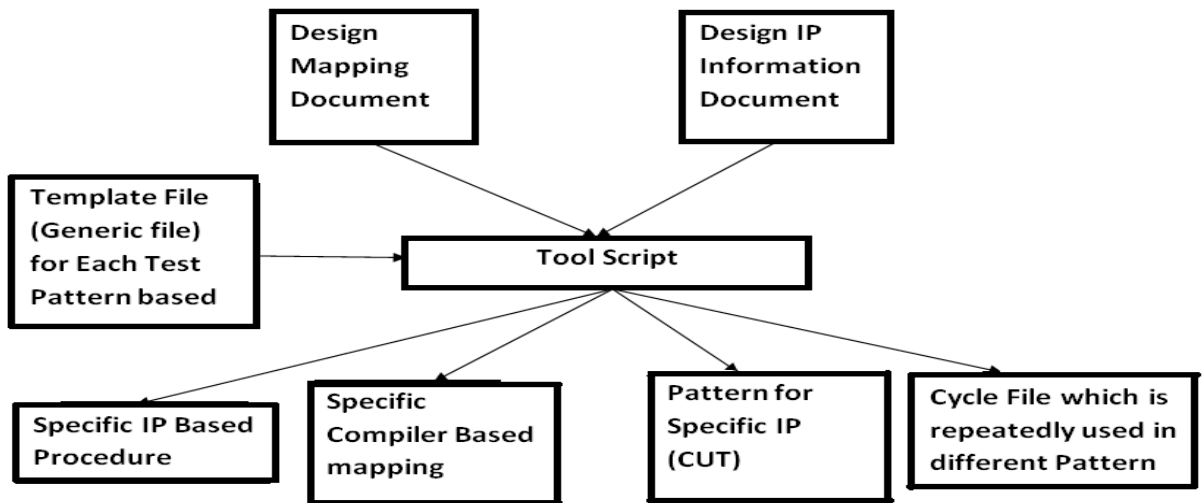 Design
Mapping
Document
Design IP
Information
Document
Template File
(Generic file)
for Each Test
Pattern based
Tool Script
Specific IP Based
Procedure
Specific
Compiler Based
mapping
Pattern for
Specific IP
(CUT)
Cycle File which is
repeatedly used in
different Pattern